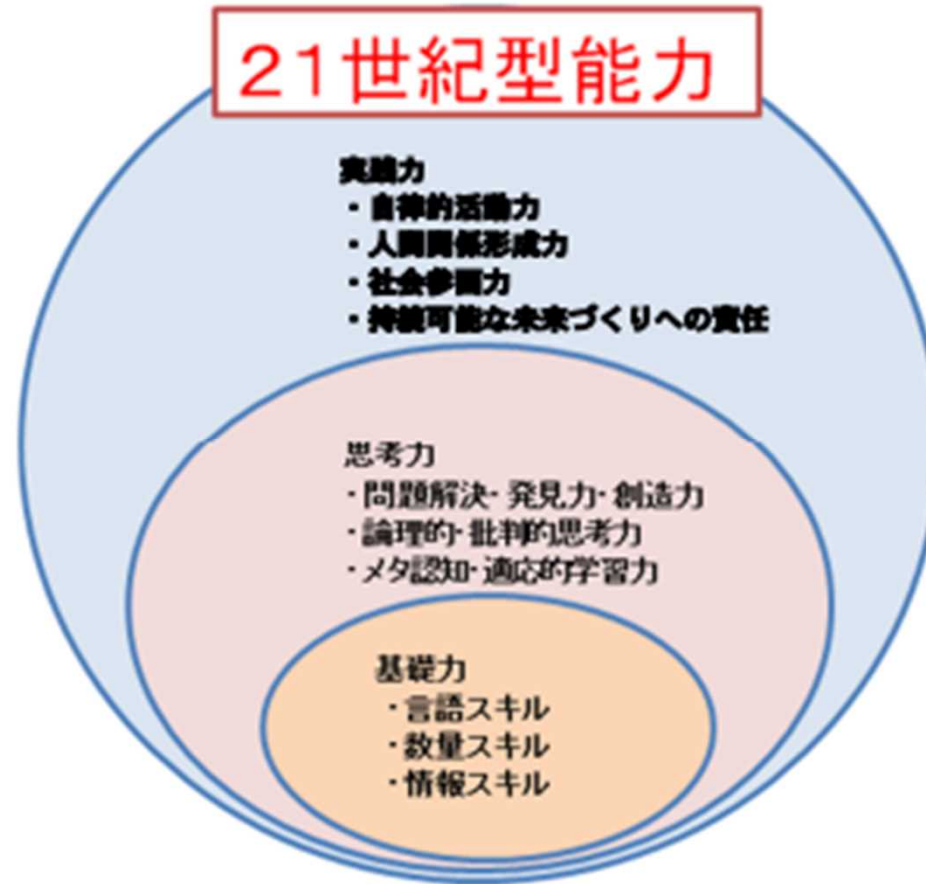 21世紀型能力
実践力
・自律的活動力
・人間関係形成力
・社会参画力
・持続可能な未来づくりへの責任
思考力
・問題解決・発見力・創造力
・論理的・批判的思考力
・メタ認知・適応的学習力
基礎力
・言語スキル
・数量スキル
・情報スキル